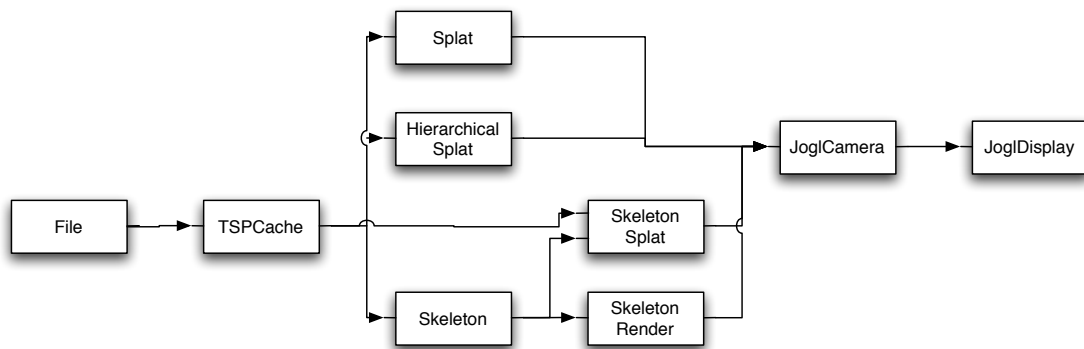 Splat
Hierarchical
Splat
JoglCamera
JoglDisplay
File
TSPCache
Skeleton
Splat
Skeleton
Skeleton
Render